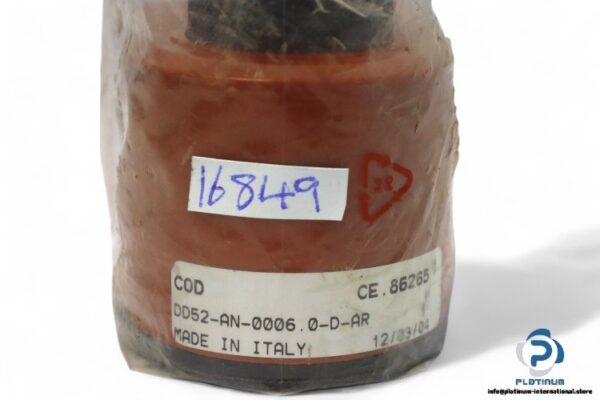 16849
COD CE.86265
DD52-AN-0006.0-D-AR
MADE IN ITALY 12/03/04
PLATINUM
info@platinum-international.store